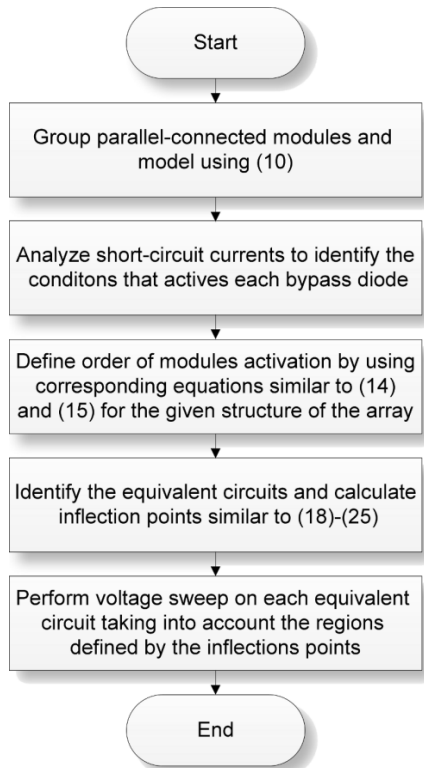 Start
Group parallel-connected modules and
model using (10)
Analyze short-circuit currents to identify the
conditons that actives each bypass diode
Define order of modules activation by using
corresponding equations similar to (14)
and (15) for the given structure of the array
Identify the equivalent circuits and calculate
inflection points similar to (18)-(25)
Perform voltage sweep on each equivalent
circuit taking into account the regions
defined by the inflections points
End